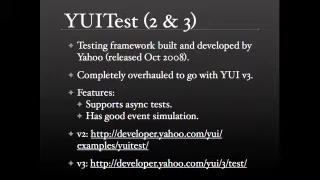 YUITest (2 & 3)
Testing framework built and developed by
Yahoo (released Oct 2008).
Completely overhauled to go with YUI v3.
Features:
Supports async tests.
Has good event simulation.
v2: http://developer.yahoo.com/yui/
examples/yuitest/
v3: http://developer.yahoo.com/yui/3/test/